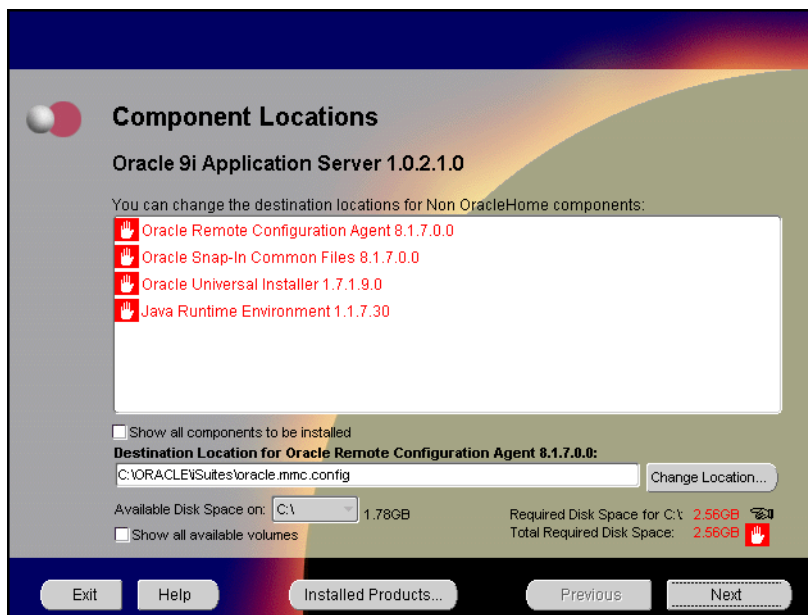 Component Locations
Oracle 9i Application Server 1.0.2.1.0
You can change the destination locations for Non OracleHome components:
Oracle Remote Configuration Agent 8.1.7.0.0
Oracle Snap-In Common Files 8.1.7.0.0
Oracle Universal Installer 1.7.1.9.0
Java Runtime Environment 1.1.7.30
Show all components to be installed
Destination Location for Oracle Remote Configuration Agent 8.1.7.0.0:
C:\ORACLE\iSuites\oracle.mmc.config
Change Location...
Available Disk Space on: C:\ 1.78GB
Required Disk Space for C:\: 2.56GB
Show all available volumes
Total Required Disk Space: 2.56GB
Exit
Help
Installed Products...
Previous
Next